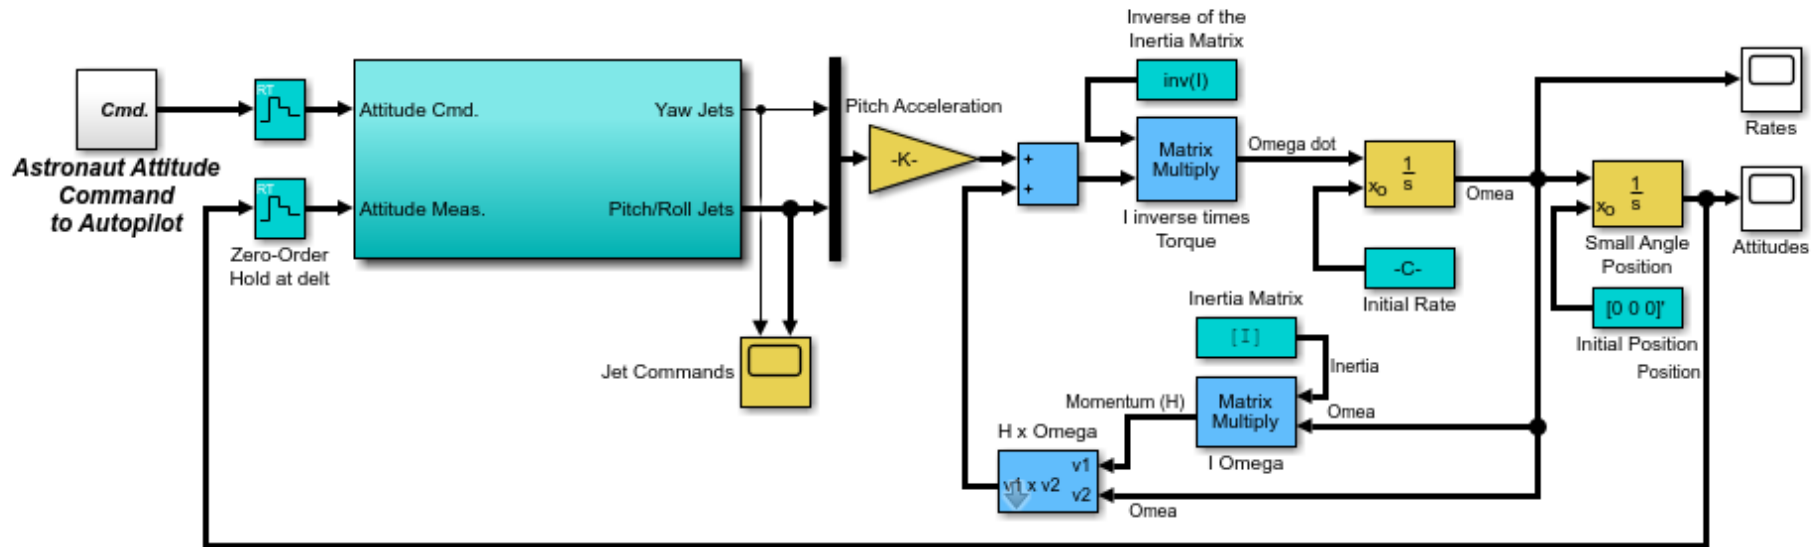 Inverse of the
Inertia Matrix
inv(I)
Cmd.
Astronaut Attitude
Command
to Autopilot
RT
Attitude Cmd.
Yaw Jets
Pitch Acceleration
-K-
+
+
Matrix
Multiply
I inverse times
Torque
Omega dot
1
s
xo
Omea
Rates
RT
Zero-Order
Hold at delt
Attitude Meas.
Pitch/Roll Jets
1
s
xo
Small Angle
Position
Attitudes
-C-
Initial Rate
[0 0 0]'
Initial Position
Position
Inertia Matrix
[I]
Inertia
Jet Commands
Momentum (H)
Matrix
Multiply
Omea
I Omega
H x Omega
v1
v1 x v2
v2
Omea